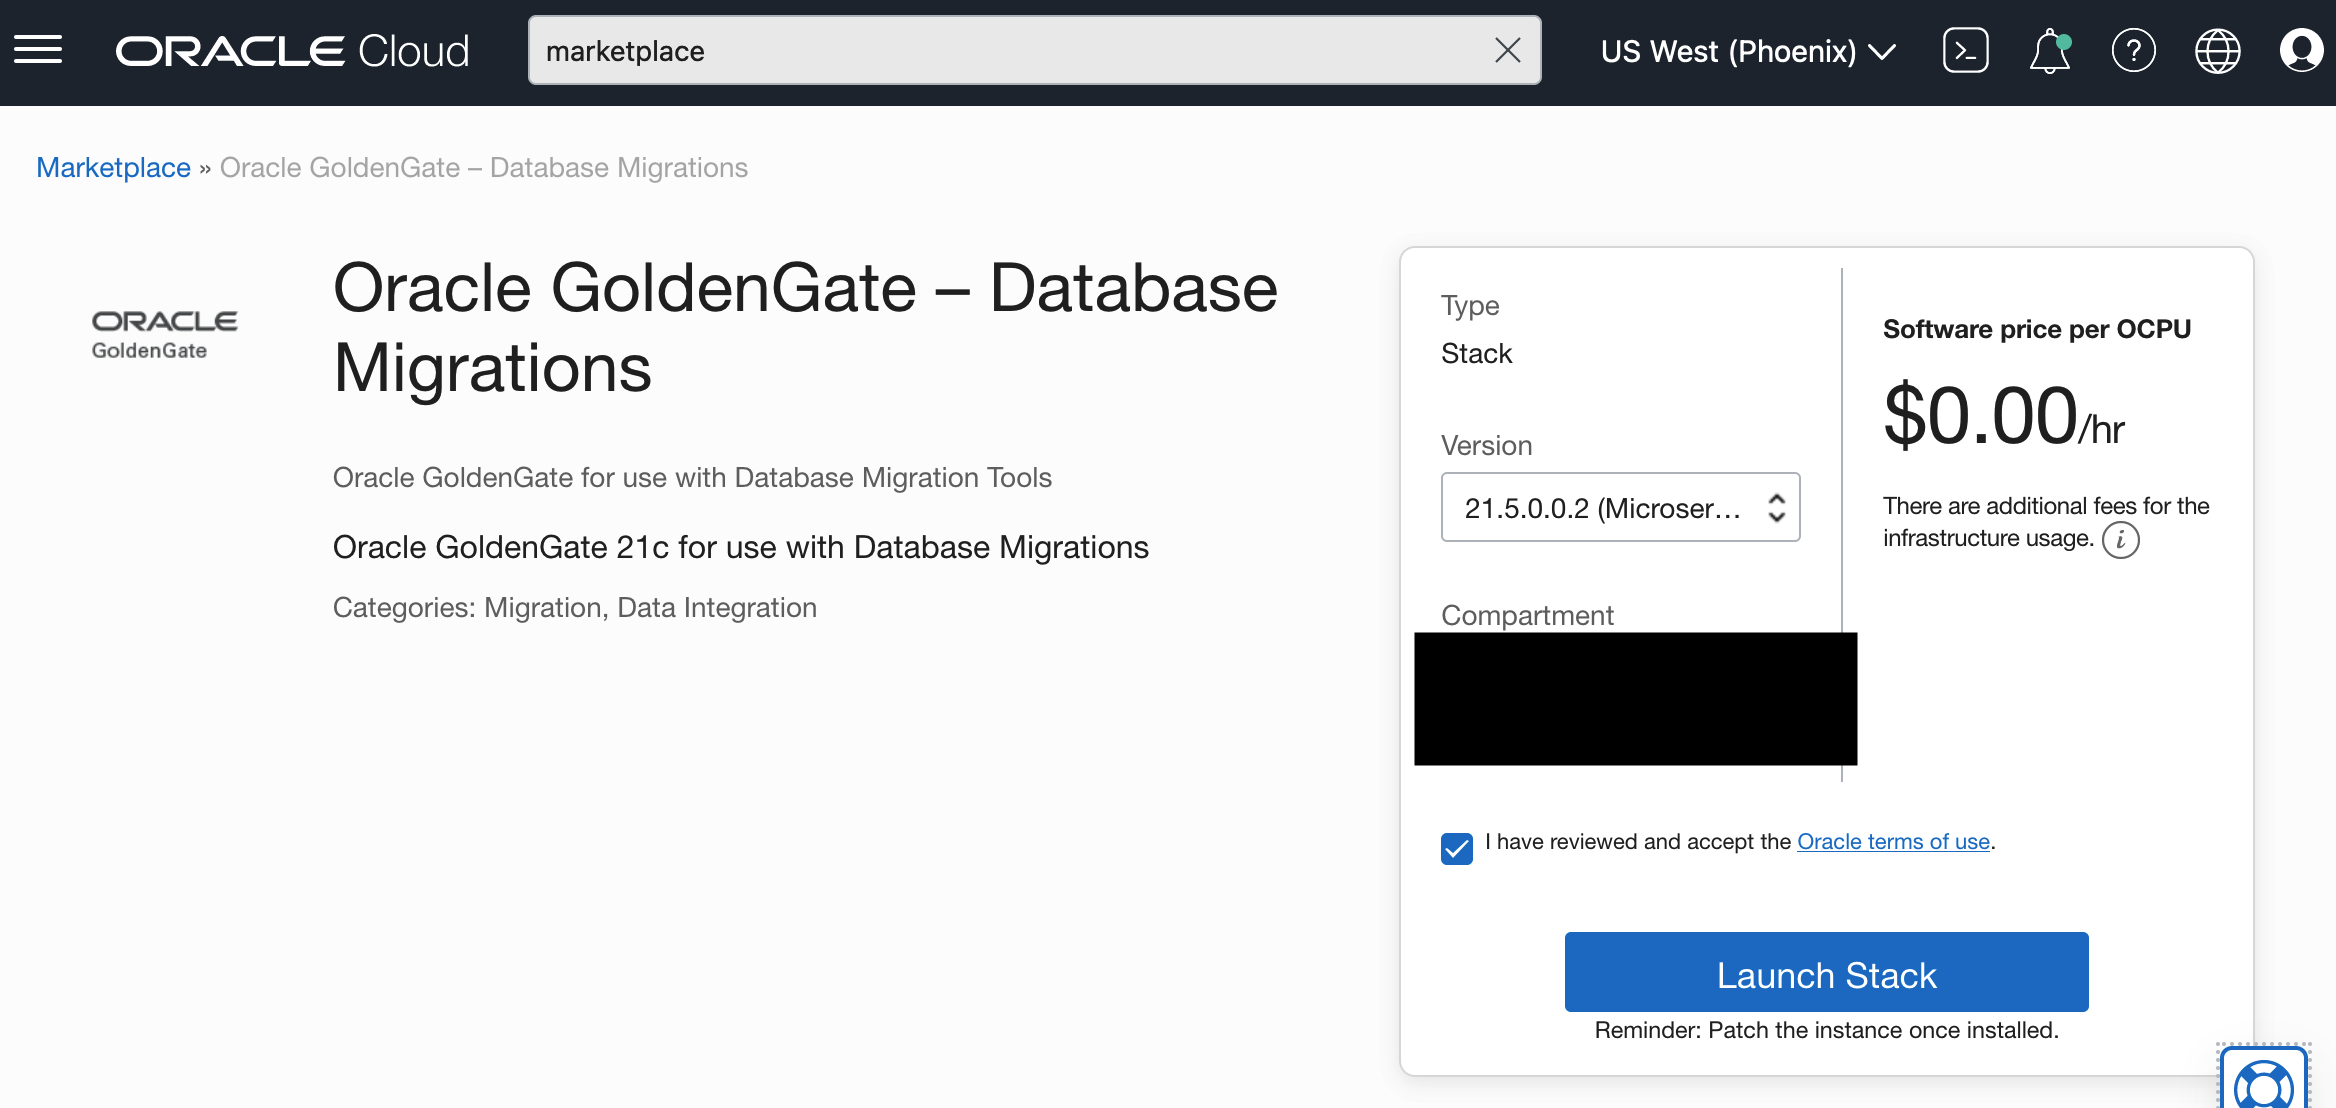 ORACLE Cloud
marketplace
US West (Phoenix)
Marketplace » Oracle GoldenGate – Database Migrations
ORACLE
GoldenGate
Oracle GoldenGate – Database
Migrations
Oracle GoldenGate for use with Database Migration Tools
Oracle GoldenGate 21c for use with Database Migrations
Categories: Migration, Data Integration
Type
Stack
Version
21.5.0.0.2 (Microser...
Compartment
Software price per OCPU
$0.00/hr
There are additional fees for the
infrastructure usage. i
I have reviewed and accept the Oracle terms of use.
Launch Stack
Reminder: Patch the instance once installed.